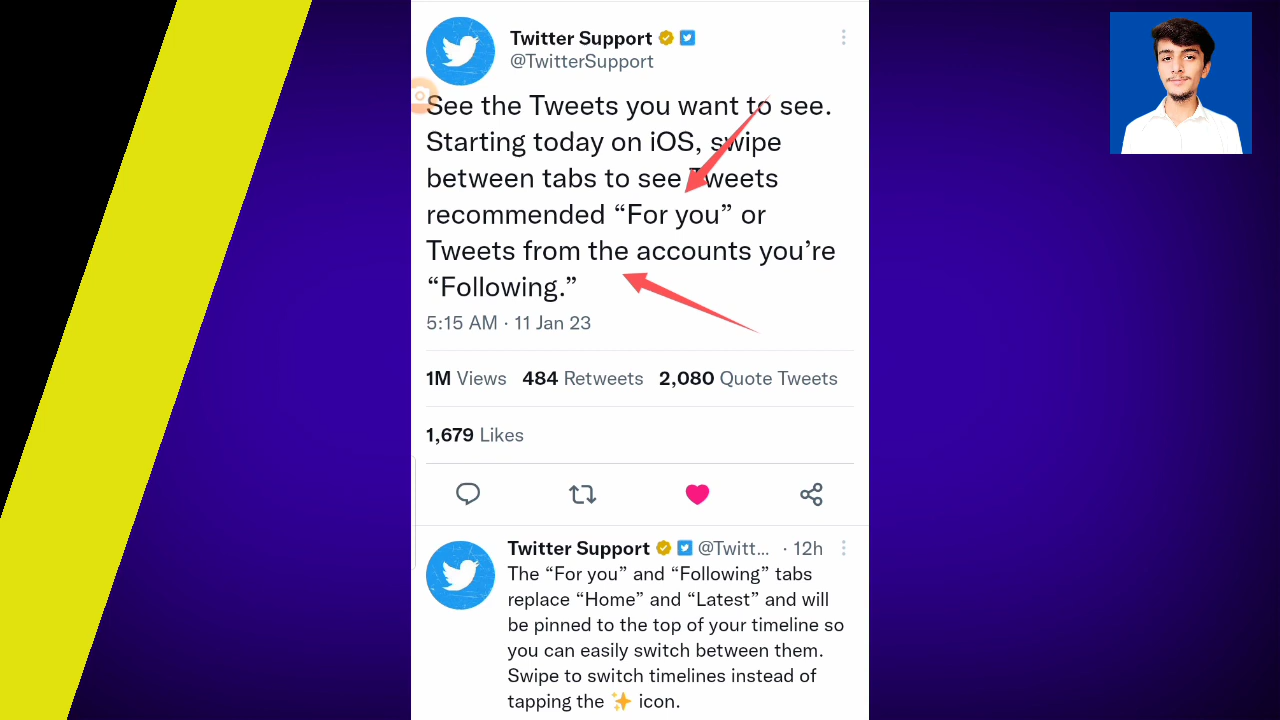 Twitter Support
@TwitterSupport
See the Tweets you want to see.
Starting today on iOS, swipe
between tabs to see Tweets
recommended “For you” or
Tweets from the accounts you’re
“Following.”
5:15 AM · 11 Jan 23
1M Views 484 Retweets 2,080 Quote Tweets
1,679 Likes
Twitter Support @Twitt... · 12h
The “For you” and “Following” tabs
replace “Home” and “Latest” and will
be pinned to the top of your timeline so
you can easily switch between them.
Swipe to switch timelines instead of
tapping the ✨ icon.